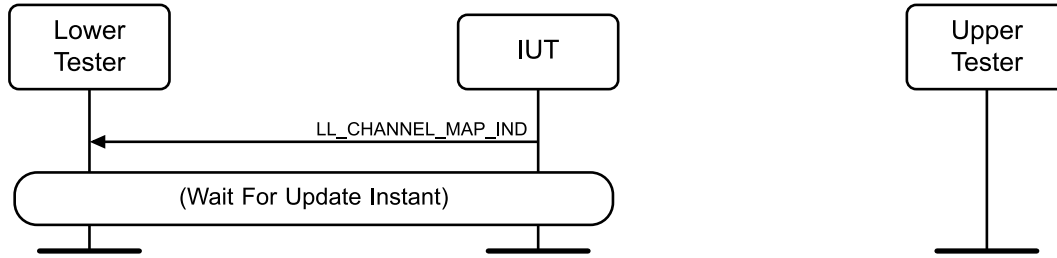 Lower
Tester
IUT
Upper
Tester
LL_CHANNEL_MAP_IND
(Wait For Update Instant)